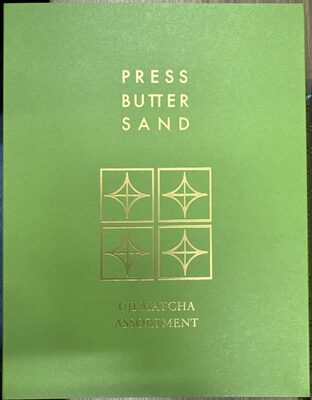 PRESS
BUTTER
SAND
UJI MATCHA
ASSORTMENT